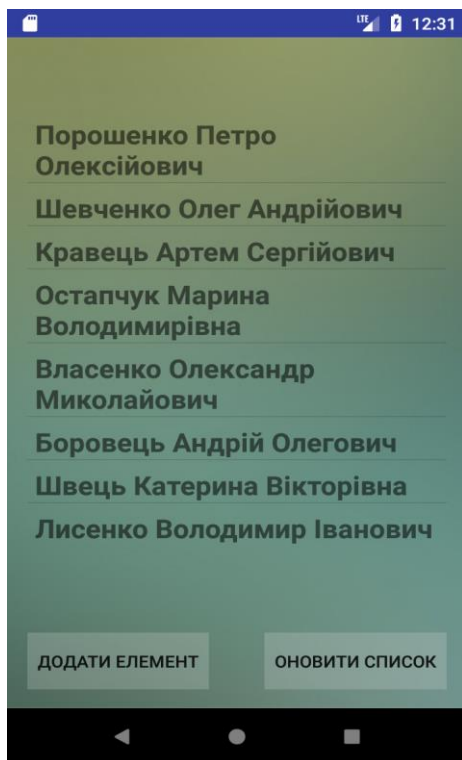 LTE 12:31
Порошенко Петро
Олексійович
Шевченко Олег Андрійович
Кравець Артем Сергійович
Остапчук Марина
Володимирівна
Власенко Олександр
Миколайович
Боровець Андрій Олегович
Швець Катерина Вікторівна
Лисенко Володимир Іванович
ДОДАТИ ЕЛЕМЕНТ ОНОВИТИ СПИСОК